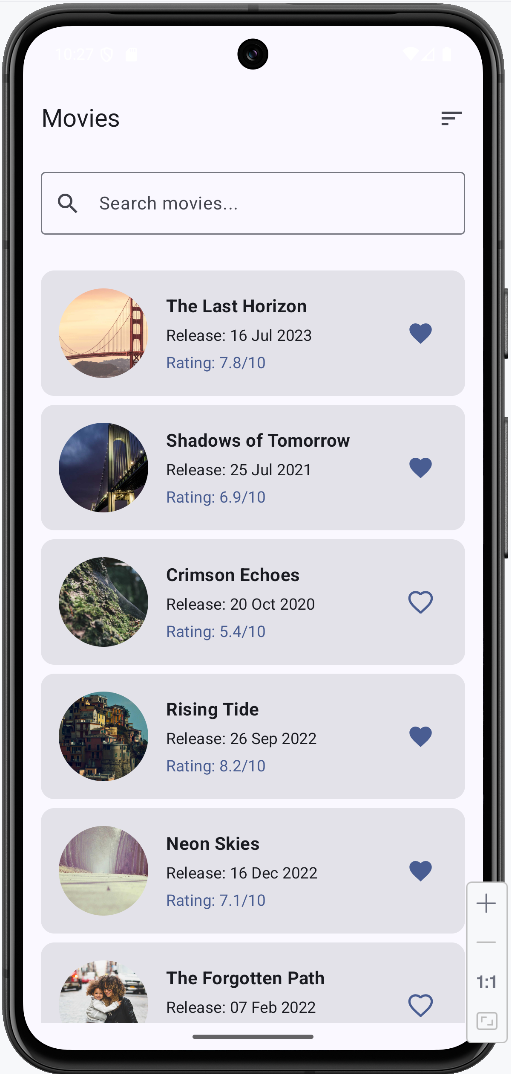 10:27
Movies
Search movies...
The Last Horizon
Release: 16 Jul 2023
Rating: 7.8/10
Shadows of Tomorrow
Release: 25 Jul 2021
Rating: 6.9/10
Crimson Echoes
Release: 20 Oct 2020
Rating: 5.4/10
Rising Tide
Release: 26 Sep 2022
Rating: 8.2/10
Neon Skies
Release: 16 Dec 2022
Rating: 7.1/10
The Forgotten Path
Release: 07 Feb 2022
1:1